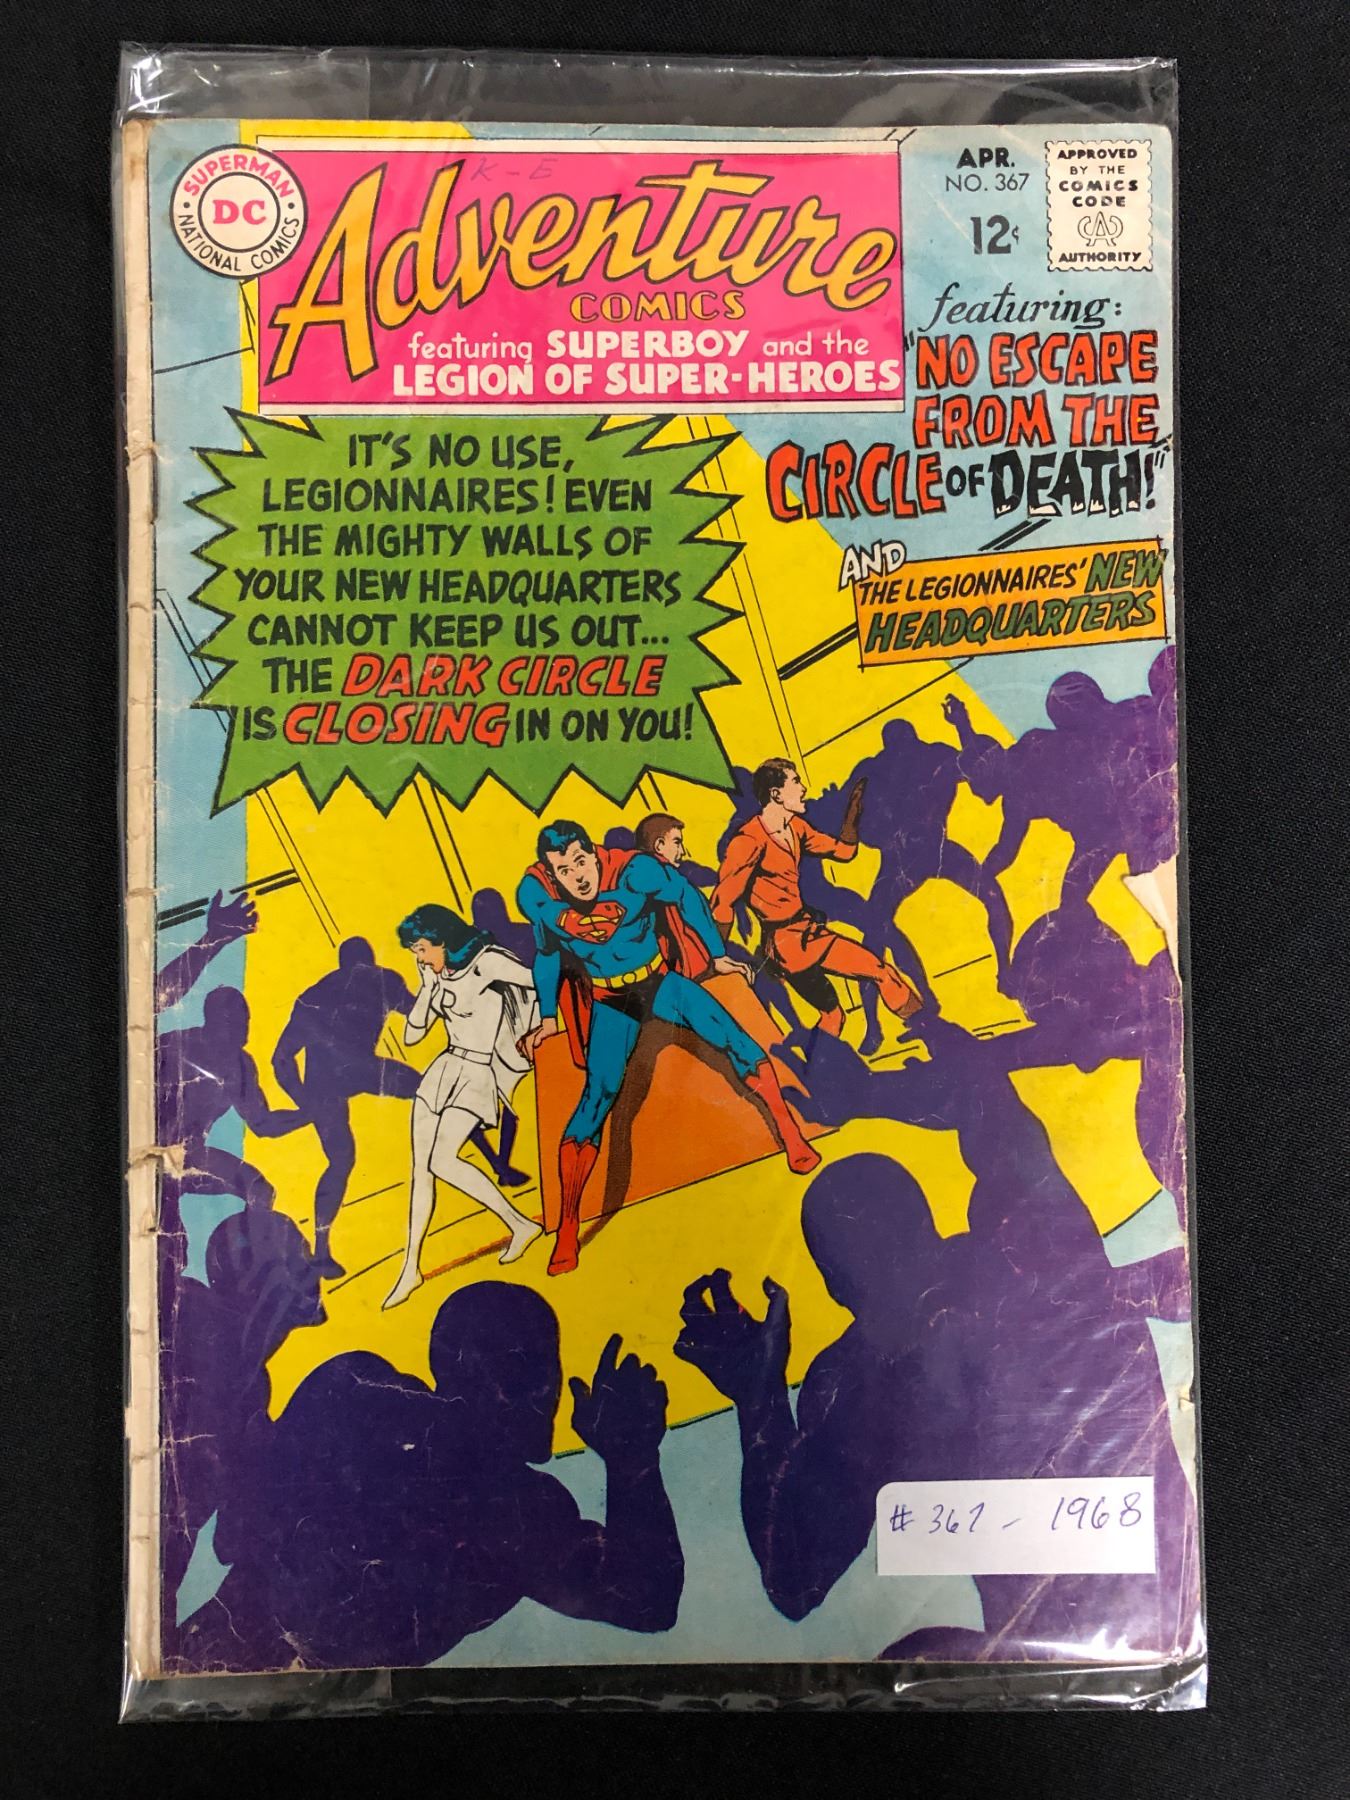 SUPERMAN
DC
NATIONAL COMICS
K-E
Adventure
COMICS
featuring SUPERBOY and the
LEGION OF SUPER-HEROES
APR.
NO. 367
12¢
APPROVED
BY THE
COMICS
CODE
CA
AUTHORITY
featuring:
"NO ESCAPE
FROM THE
CIRCLE OF DEATH!"
AND
THE LEGIONNAIRES' NEW
HEADQUARTERS
IT'S NO USE,
LEGIONNAIRES! EVEN
THE MIGHTY WALLS OF
YOUR NEW HEADQUARTERS
CANNOT KEEP US OUT...
THE DARK CIRCLE
IS CLOSING IN ON YOU!
S
R
# 367 - 1968